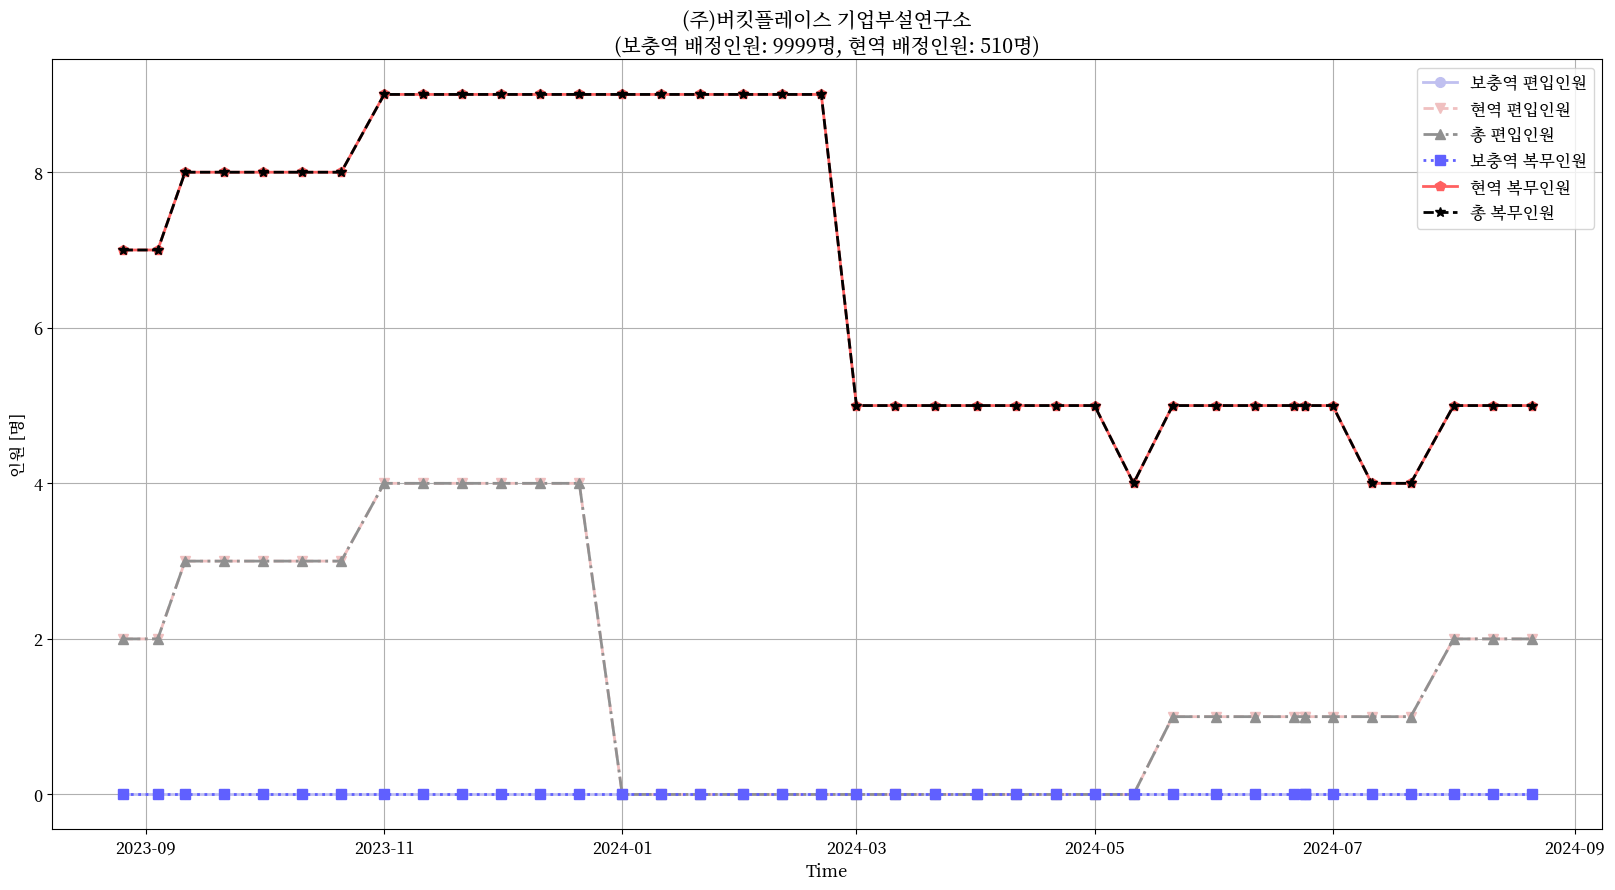 (주)버킷플레이스 기업부설연구소
(보충역 배정인원: 9999명, 현역 배정인원: 510명)
보충역 편입인원
현역 편입인원
총 편입인원
보충역 복무인원
현역 복무인원
총 복무인원
인원 [명]
8
6
4
2
0
2023-09
2023-11
2024-01
2024-03
2024-05
2024-07
2024-09
Time